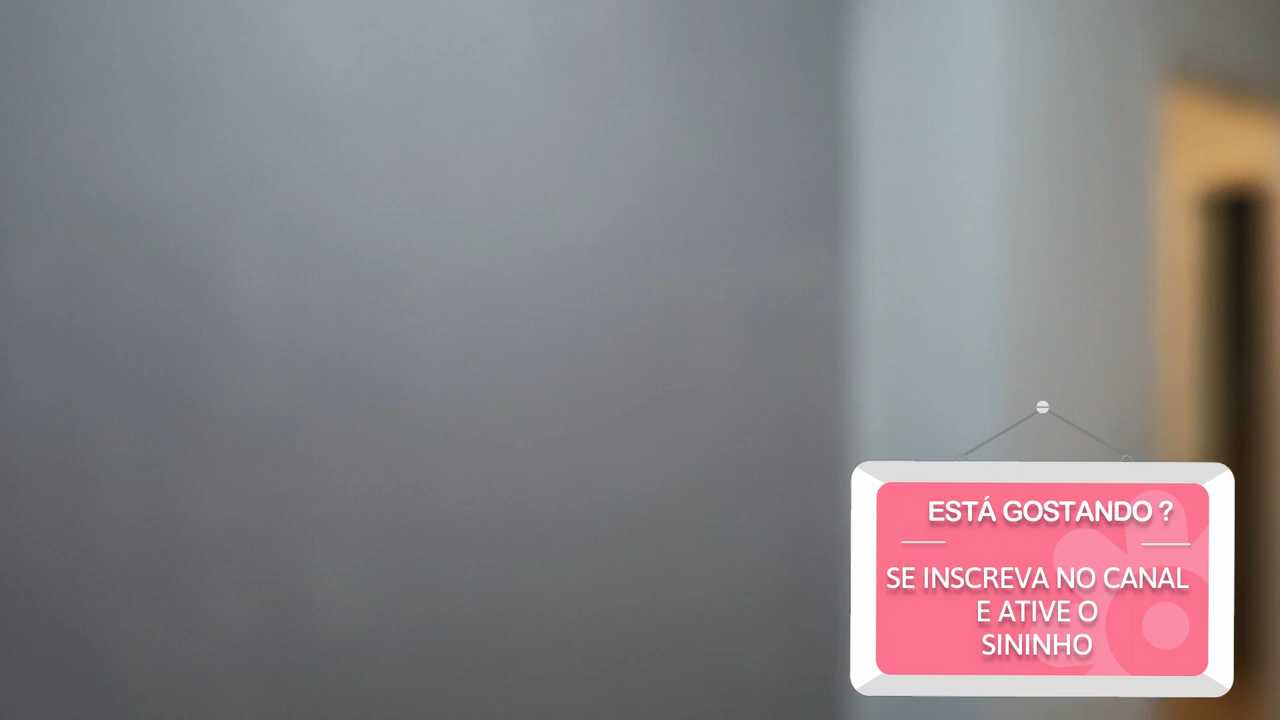 ESTÁ GOSTANDO ?
SE INSCREVA NO CANAL
E ATIVE O
SININHO